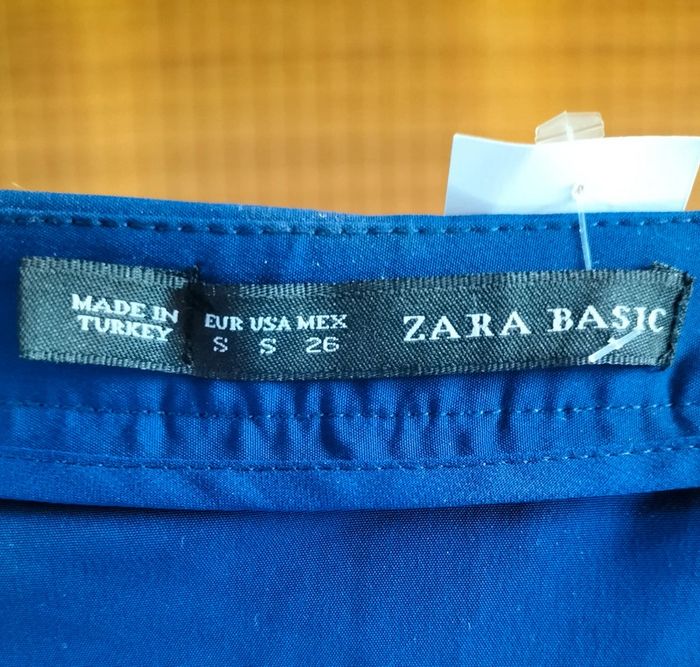 MADE IN
TURKEY
EUR USA MEX
S S 26
ZARA BASIC